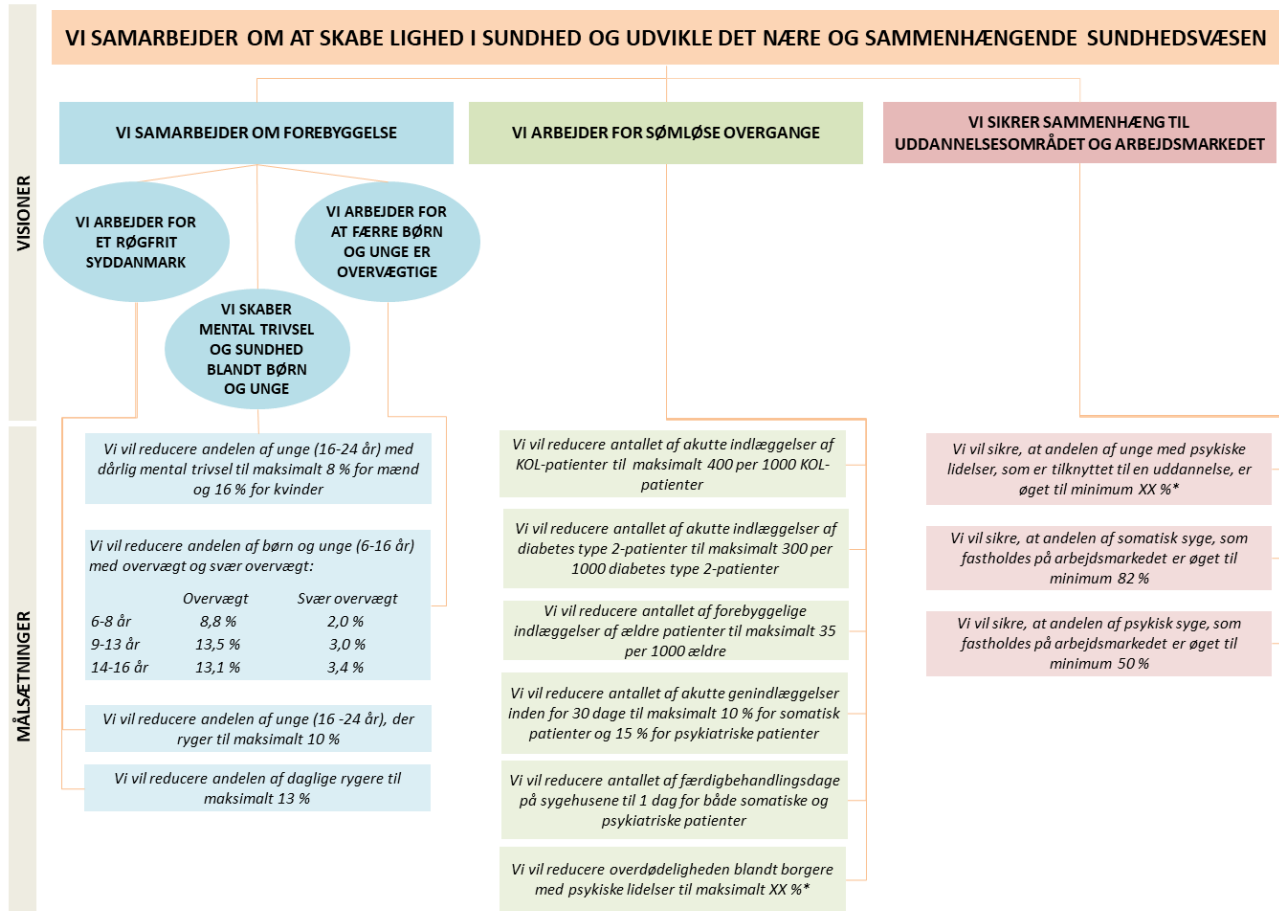 VI SAMARBEJDER OM AT SKABE LIGHED I SUNDHED OG UDVIKLE DET NÆRE OG SAMMENHÆNGENDE SUNDHEDSVÆSEN
VISIONER
VI SAMARBEJDER OM FOREBYGGELSE
VI ARBEJDER FOR SØMLØSE OVERGANGE
VI SIKRER SAMMENHÆNG TIL
UDDANNELSESOMRÅDET OG ARBEJDSMARKEDET
VI ARBEJDER FOR
ET RØGFRIT
SYDDANMARK
VI ARBEJDER FOR
AT FÆRRE BØRN
OG UNGE ER
OVERVÆGTIGE
VI SKABER
MENTAL TRIVSEL
OG SUNDHED
BLANDT BØRN
OG UNGE
MÅLSÆTNINGER
Vi vil reducere andelen af unge (16-24 år) med
dårlig mental trivsel til maksimalt 8 % for mænd
og 16 % for kvinder
Vi vil reducere andelen af børn og unge (6-16 år)
med overvægt og svær overvægt:
Overvægt Svær overvægt
6-8 år 8,8 % 2,0 %
9-13 år 13,5 % 3,0 %
14-16 år 13,1 % 3,4 %
Vi vil reducere andelen af unge (16 -24 år), der
ryger til maksimalt 10 %
Vi vil reducere andelen af daglige rygere til
maksimalt 13 %
Vi vil reducere antallet af akutte indlæggelser af
KOL-patienter til maksimalt 400 per 1000 KOL-
patienter
Vi vil reducere antallet af akutte indlæggelser af
diabetes type 2-patienter til maksimalt 300 per
1000 diabetes type 2-patienter
Vi vil reducere antallet af forebyggelige
indlæggelser af ældre patienter til maksimalt 35
per 1000 ældre
Vi vil reducere antallet af akutte genindlæggelser
inden for 30 dage til maksimalt 10 % for somatisk
patienter og 15 % for psykiatriske patienter
Vi vil reducere antallet af færdigbehandlingsdage
på sygehusene til 1 dag for både somatiske og
psykiatriske patienter
Vi vil reducere overdødeligheden blandt borgere
med psykiske lidelser til maksimalt XX %*
Vi vil sikre, at andelen af unge med psykiske
lidelser, som er tilknyttet til en uddannelse, er
øget til minimum XX %*
Vi vil sikre, at andelen af somatisk syge, som
fastholdes på arbejdsmarkedet er øget til
minimum 82 %
Vi vil sikre, at andelen af psykisk syge, som
fastholdes på arbejdsmarkedet er øget til
minimum 50 %